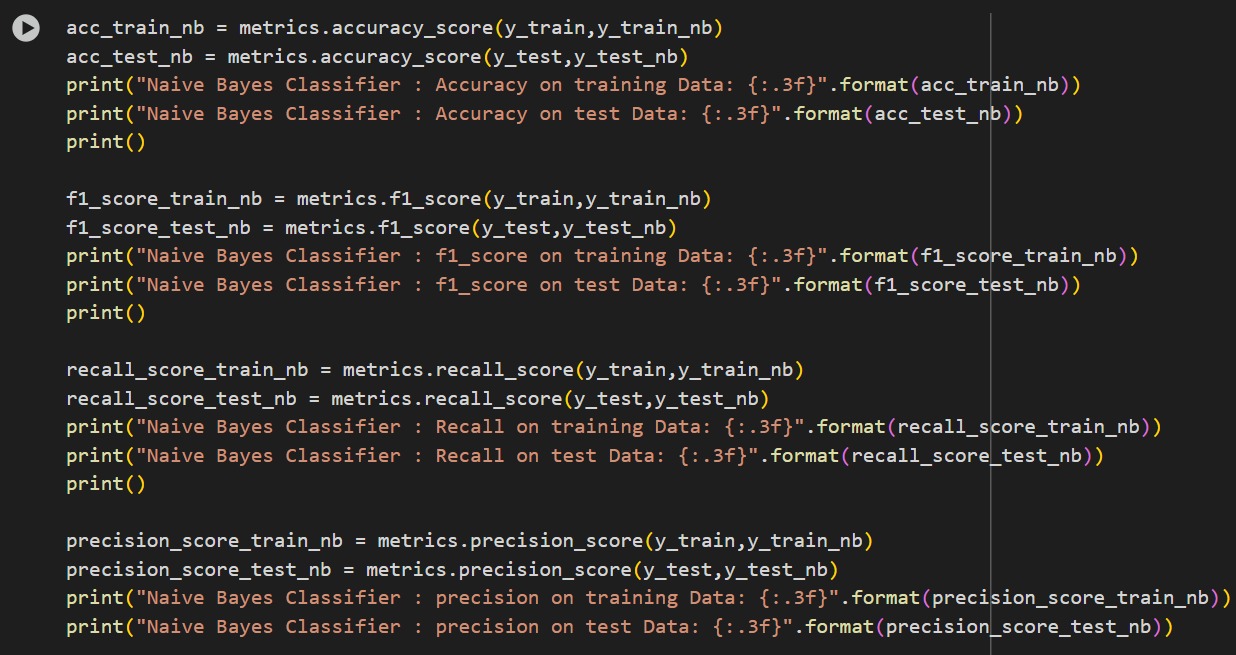 acc_train_nb = metrics.accuracy_score(y_train,y_train_nb)
acc_test_nb = metrics.accuracy_score(y_test,y_test_nb)
print("Naive Bayes Classifier : Accuracy on training Data: {:.3f}".format(acc_train_nb))
print("Naive Bayes Classifier : Accuracy on test Data: {:.3f}".format(acc_test_nb))
print()
f1_score_train_nb = metrics.f1_score(y_train,y_train_nb)
f1_score_test_nb = metrics.f1_score(y_test,y_test_nb)
print("Naive Bayes Classifier : f1_score on training Data: {:.3f}".format(f1_score_train_nb))
print("Naive Bayes Classifier : f1_score on test Data: {:.3f}".format(f1_score_test_nb))
print()
recall_score_train_nb = metrics.recall_score(y_train,y_train_nb)
recall_score_test_nb = metrics.recall_score(y_test,y_test_nb)
print("Naive Bayes Classifier : Recall on training Data: {:.3f}".format(recall_score_train_nb))
print("Naive Bayes Classifier : Recall on test Data: {:.3f}".format(recall_score_test_nb))
print()
precision_score_train_nb = metrics.precision_score(y_train,y_train_nb)
precision_score_test_nb = metrics.precision_score(y_test,y_test_nb)
print("Naive Bayes Classifier : precision on training Data: {:.3f}".format(precision_score_train_nb))
print("Naive Bayes Classifier : precision on test Data: {:.3f}".format(precision_score_test_nb))